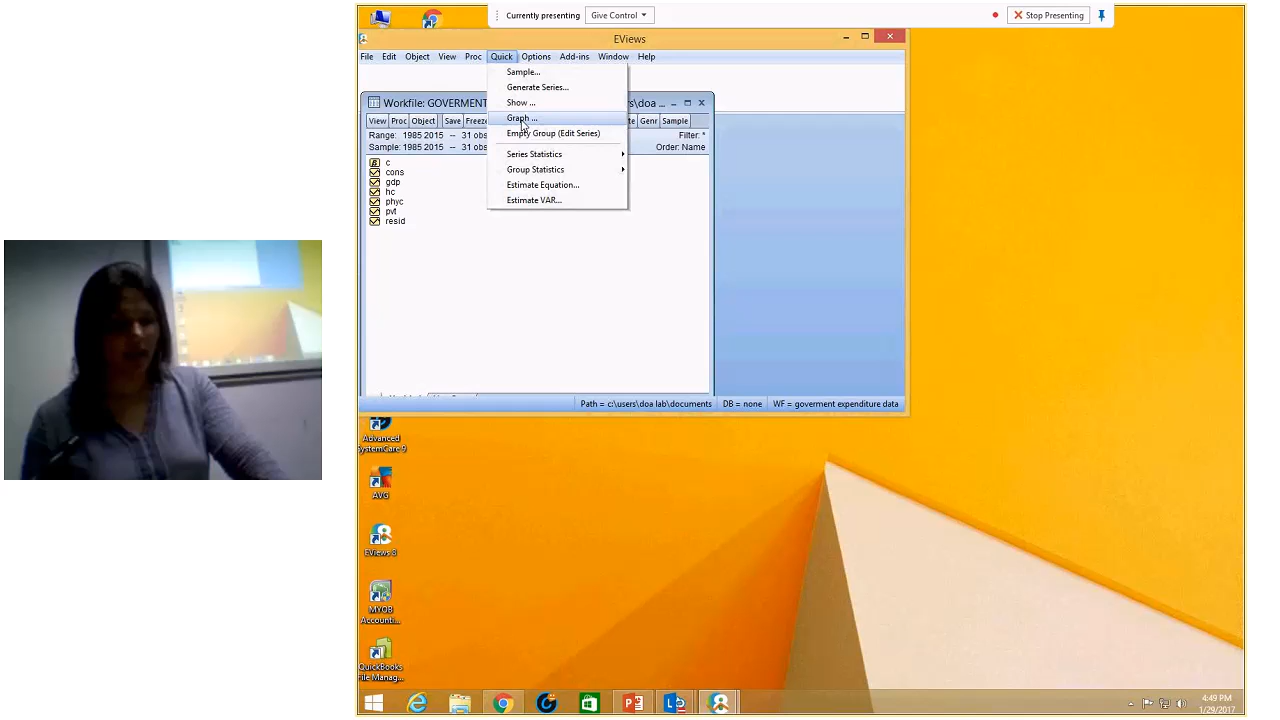 Currently presenting
Give Control
Stop Presenting
EViews
File Edit Object View Proc Quick Options Add-ins Window Help
Sample...
Generate Series...
Show ...
Graph ...
Empty Group (Edit Series)
Series Statistics
Group Statistics
Estimate Equation...
Estimate VAR...
Workfile: GOVERMENT
rs\doa ...
View Proc Object Save Freeze
te Genr Sample
Range: 1985 2015 -- 31 obs
Filter: *
Sample: 1985 2015 -- 31 obs
Order: Name
c
cons
gdp
hc
phyc
pvt
resid
Path = c:\users\doa lab\documents DB = none WF = goverment expenditure data
Advanced
SystemCare 9
AVG
EViews 8
MYOB
Accounti...
QuickBooks
File Manag...
4:49 PM
1/29/2017